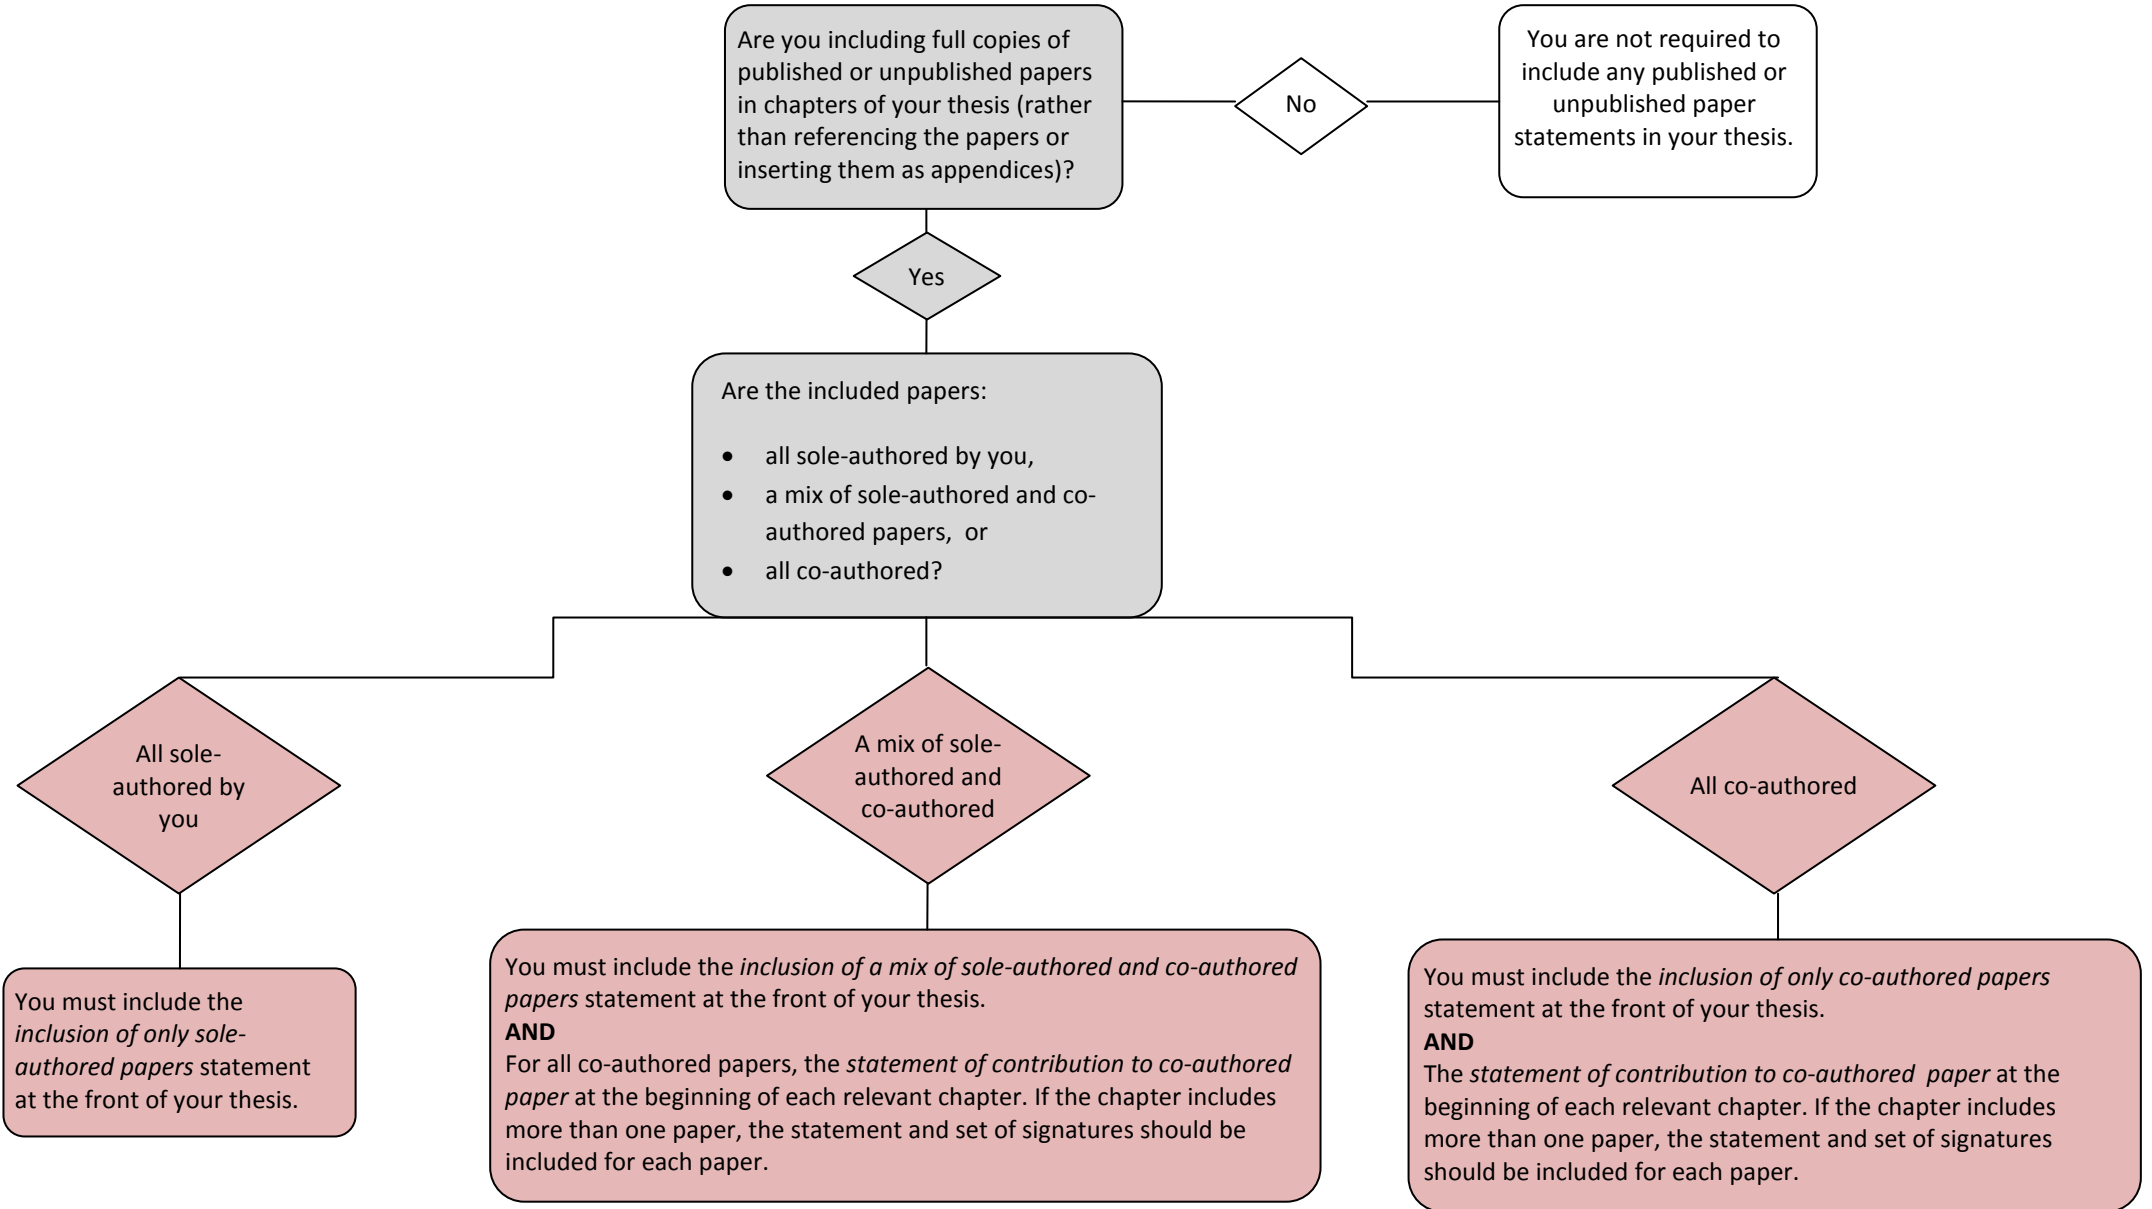 Are you including full copies of
published or unpublished papers
in chapters of your thesis (rather
than referencing the papers or
inserting them as appendices)?
No
You are not required to
include any published or
unpublished paper
statements in your thesis.
Yes
Are the included papers:
• all sole-authored by you,
• a mix of sole-authored and co-
authored papers, or
• all co-authored?
All sole-
authored by
you
A mix of sole-
authored and
co-authored
All co-authored
You must include the
inclusion of only sole-
authored papers statement
at the front of your thesis.
You must include the inclusion of a mix of sole-authored and co-authored
papers statement at the front of your thesis.
AND
For all co-authored papers, the statement of contribution to co-authored
paper at the beginning of each relevant chapter. If the chapter includes
more than one paper, the statement and set of signatures should be
included for each paper.
You must include the inclusion of only co-authored papers
statement at the front of your thesis.
AND
The statement of contribution to co-authored paper at the
beginning of each relevant chapter. If the chapter includes
more than one paper, the statement and set of signatures
should be included for each paper.